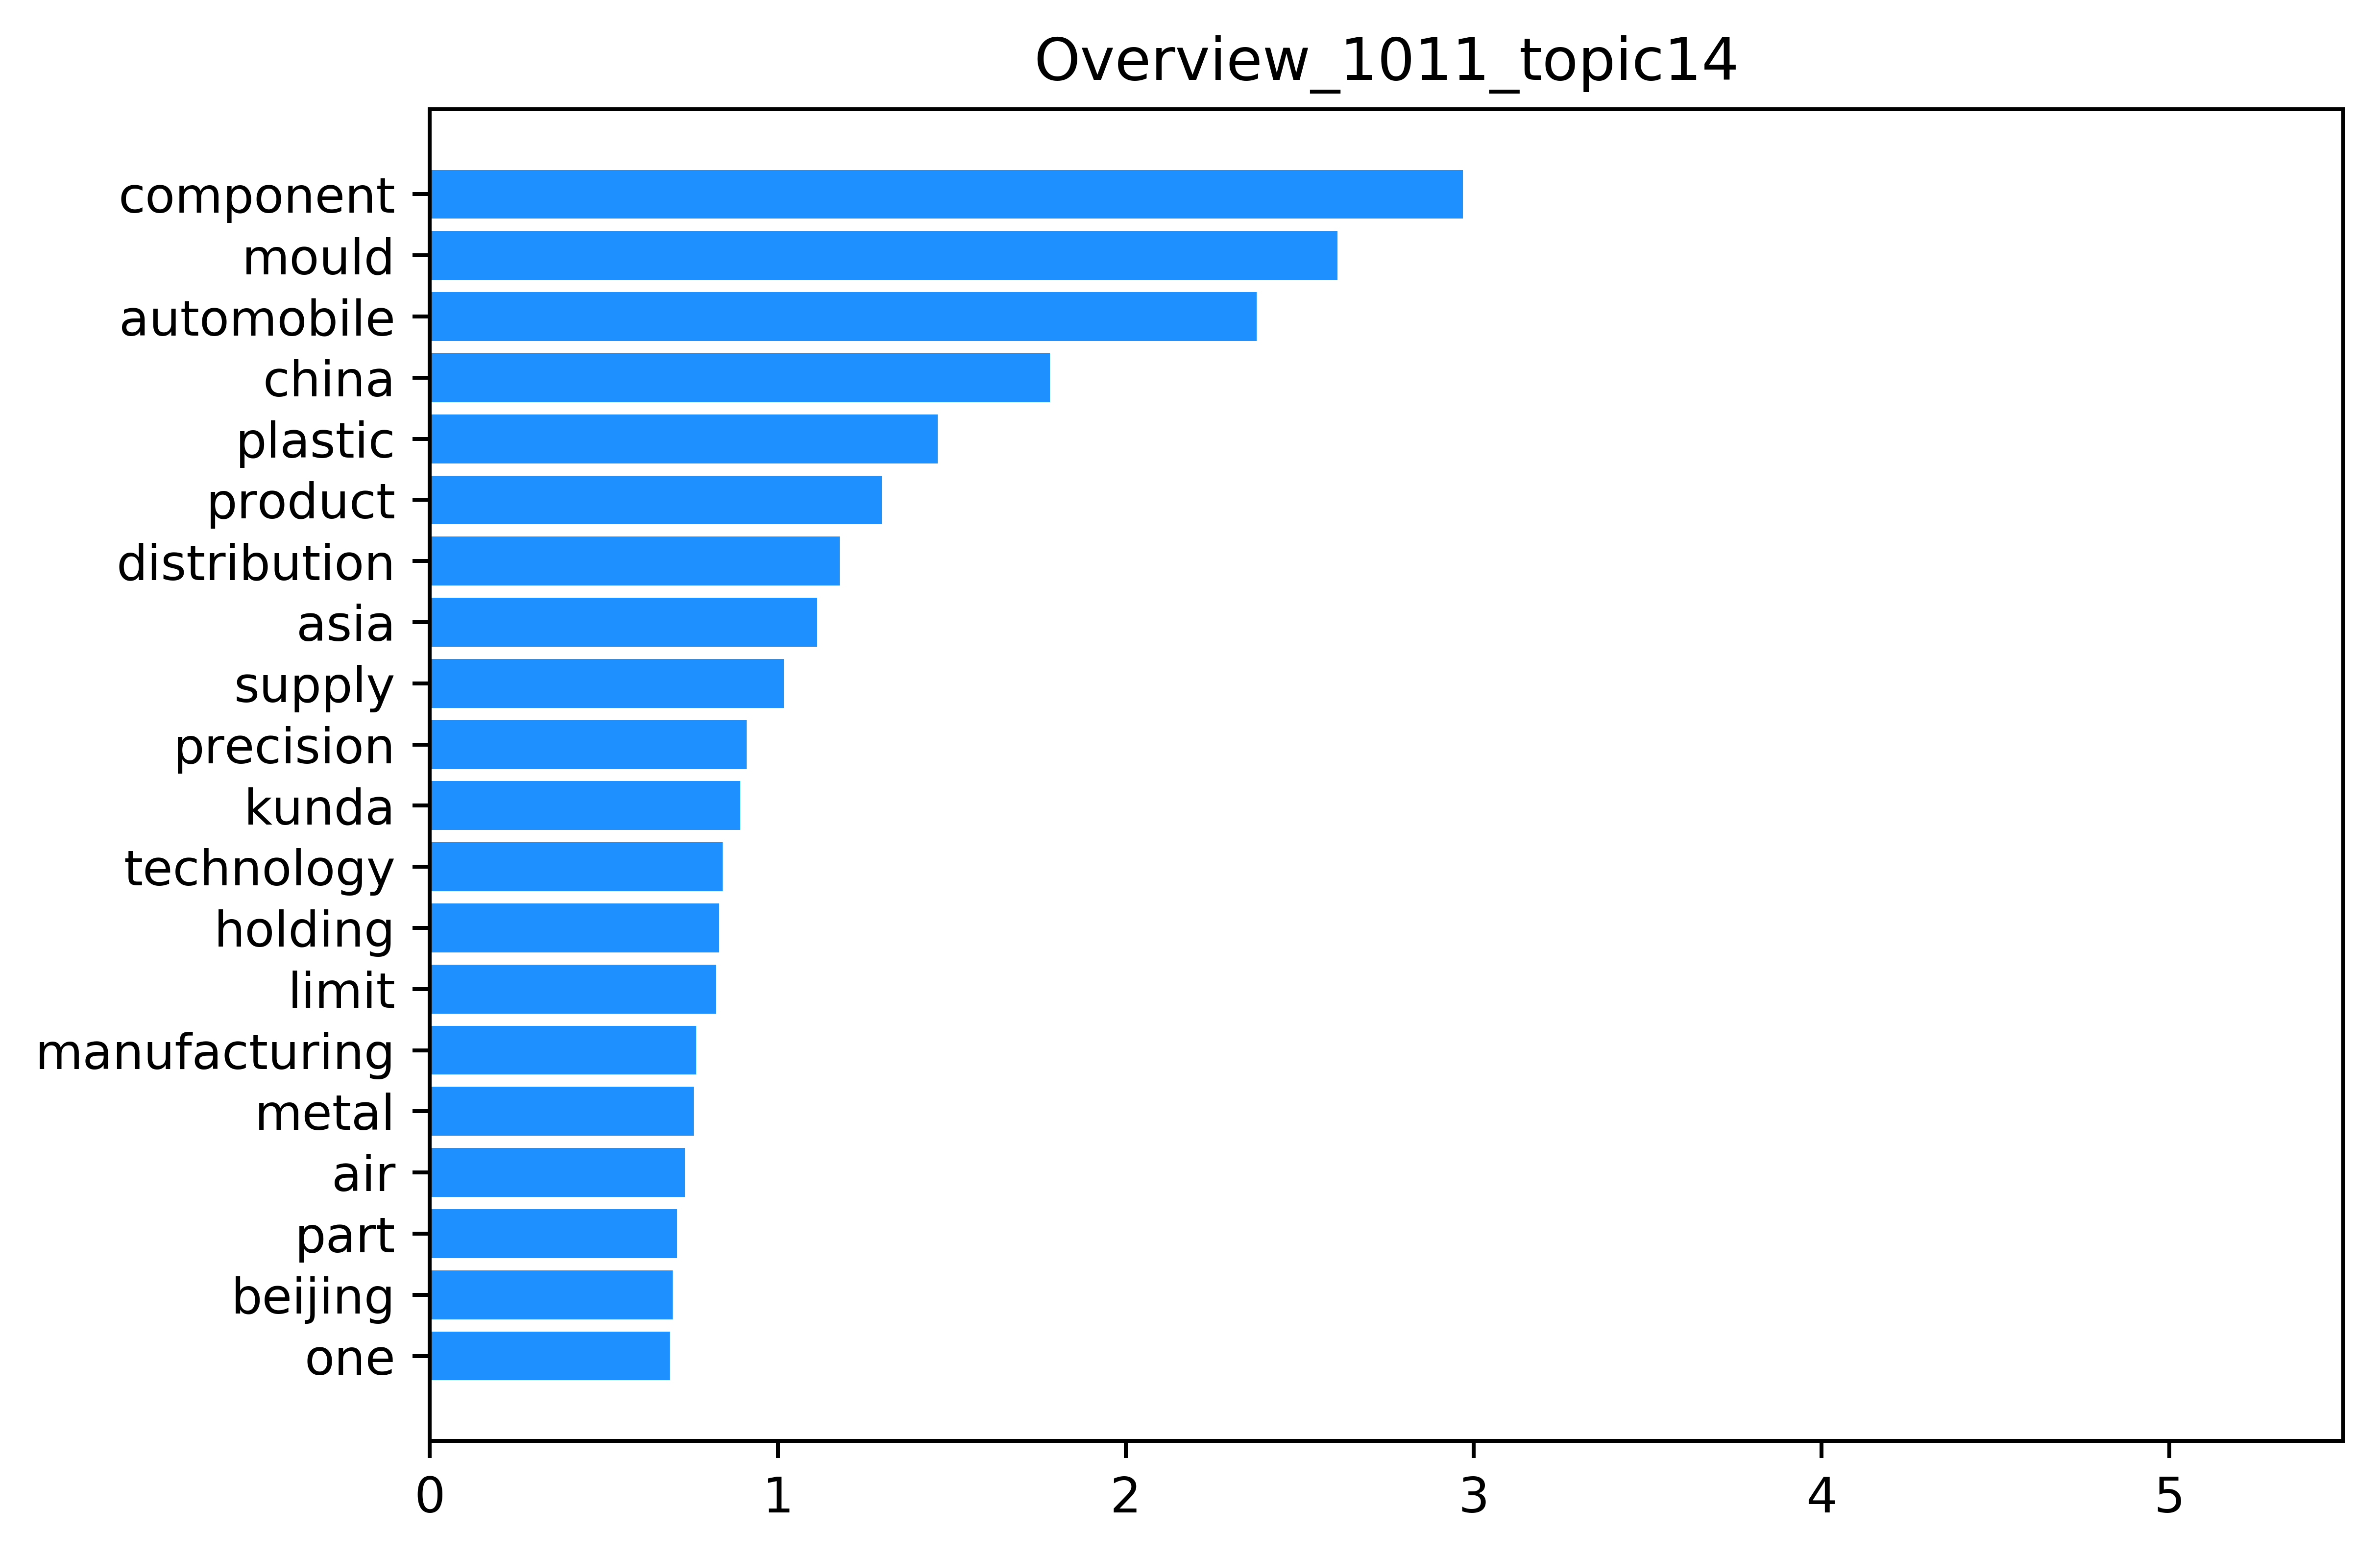 Overview_1011_topic14
component
mould
automobile
china
plastic
product
distribution
asia
supply
precision
kunda
technology
holding
limit
manufacturing
metal
air
part
beijing
one
0 1 2 3 4 5